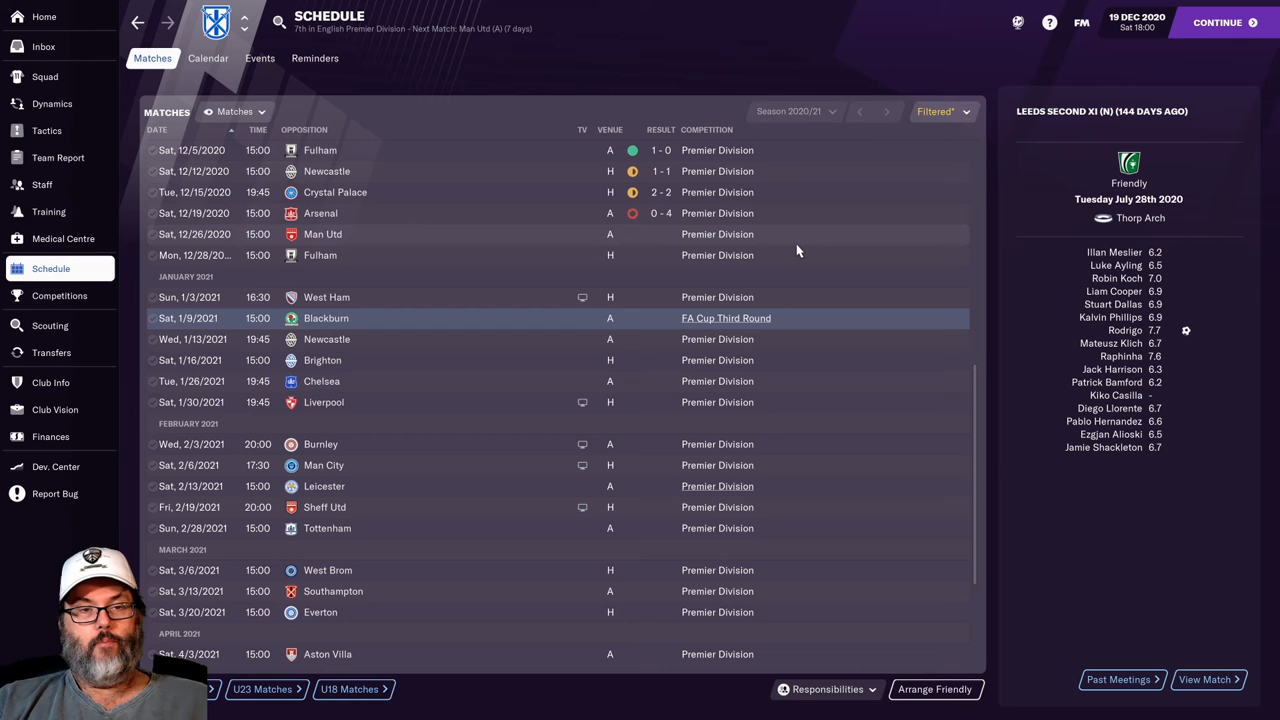 Home
Inbox
Squad
Dynamics
Tactics
Team Report
Staff
Training
Medical Centre
Schedule
Competitions
Scouting
Transfers
Club Info
Club Vision
Finances
Dev. Center
Report Bug
SCHEDULE
7th in English Premier Division - Next Match: Man Utd (A) (7 days)
FM
19 DEC 2020
Sat 18:00
CONTINUE
Matches Calendar Events Reminders
MATCHES Matches Season 2020/21 Filtered*
DATE TIME OPPOSITION TV VENUE RESULT COMPETITION
Sat, 12/5/2020 15:00 Fulham A 1 - 0 Premier Division
Sat, 12/12/2020 15:00 Newcastle H 1 - 1 Premier Division
Tue, 12/15/2020 19:45 Crystal Palace H 2 - 2 Premier Division
Sat, 12/19/2020 15:00 Arsenal A 0 - 4 Premier Division
Sat, 12/26/2020 15:00 Man Utd A Premier Division
Mon, 12/28/20... 15:00 Fulham H Premier Division
JANUARY 2021
Sun, 1/3/2021 16:30 West Ham H Premier Division
Sat, 1/9/2021 15:00 Blackburn A FA Cup Third Round
Wed, 1/13/2021 19:45 Newcastle A Premier Division
Sat, 1/16/2021 15:00 Brighton H Premier Division
Tue, 1/26/2021 19:45 Chelsea A Premier Division
Sat, 1/30/2021 19:45 Liverpool H Premier Division
FEBRUARY 2021
Wed, 2/3/2021 20:00 Burnley A Premier Division
Sat, 2/6/2021 17:30 Man City H Premier Division
Sat, 2/13/2021 15:00 Leicester A Premier Division
Fri, 2/19/2021 20:00 Sheff Utd H Premier Division
Sun, 2/28/2021 15:00 Tottenham A Premier Division
MARCH 2021
Sat, 3/6/2021 15:00 West Brom H Premier Division
Sat, 3/13/2021 15:00 Southampton A Premier Division
Sat, 3/20/2021 15:00 Everton H Premier Division
APRIL 2021
Sat, 4/3/2021 15:00 Aston Villa A Premier Division
U23 Matches U18 Matches Responsibilities Arrange Friendly
LEEDS SECOND XI (N) (144 DAYS AGO)
Friendly
Tuesday July 28th 2020
Thorp Arch
Illan Meslier 6.2
Luke Ayling 6.5
Robin Koch 7.0
Liam Cooper 6.9
Stuart Dallas 6.9
Kalvin Phillips 6.9
Rodrigo 7.7
Mateusz Klich 6.7
Raphinha 7.6
Jack Harrison 6.3
Patrick Bamford 6.2
Kiko Casilla -
Diego Llorente 6.7
Pablo Hernandez 6.6
Ezgjan Alioski 6.5
Jamie Shackleton 6.7
Past Meetings View Match